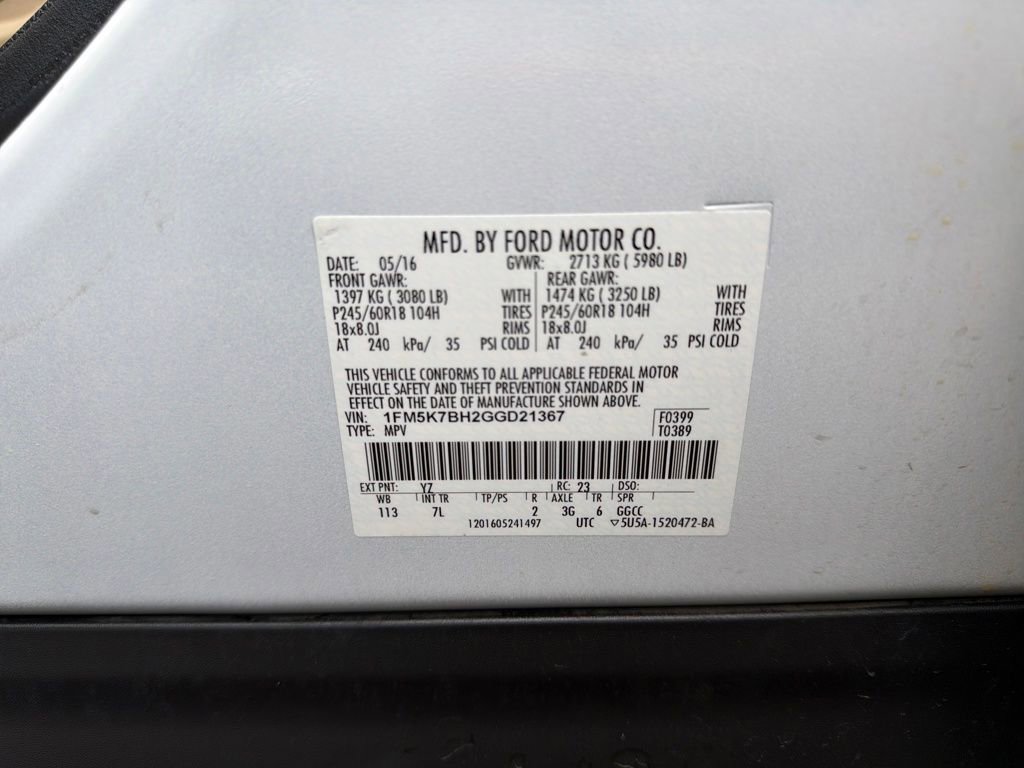 MFD. BY FORD MOTOR CO.
DATE: 05/16 GVWR: 2713 KG ( 5980 LB)
FRONT GAWR: REAR GAWR:
1397 KG ( 3080 LB) WITH 1474 KG ( 3250 LB) WITH
P245/60R18 104H TIRES P245/60R18 104H TIRES
18x8.0J RIMS 18x8.0J RIMS
AT 240 kPa/ 35 PSI COLD AT 240 kPa/ 35 PSI COLD
THIS VEHICLE CONFORMS TO ALL APPLICABLE FEDERAL MOTOR
VEHICLE SAFETY AND THEFT PREVENTION STANDARDS IN
EFFECT ON THE DATE OF MANUFACTURE SHOWN ABOVE.
VIN: 1FM5K7BH2GGD21367 F0399
TYPE: MPV T0389
EXT PNT: YZ RC: 23 DSO:
WB INT TR TP/PS R AXLE TR SPR
113 7L 2 3G 6 GGCC
1201605241497 UTC ▽5U5A-1520472-BA